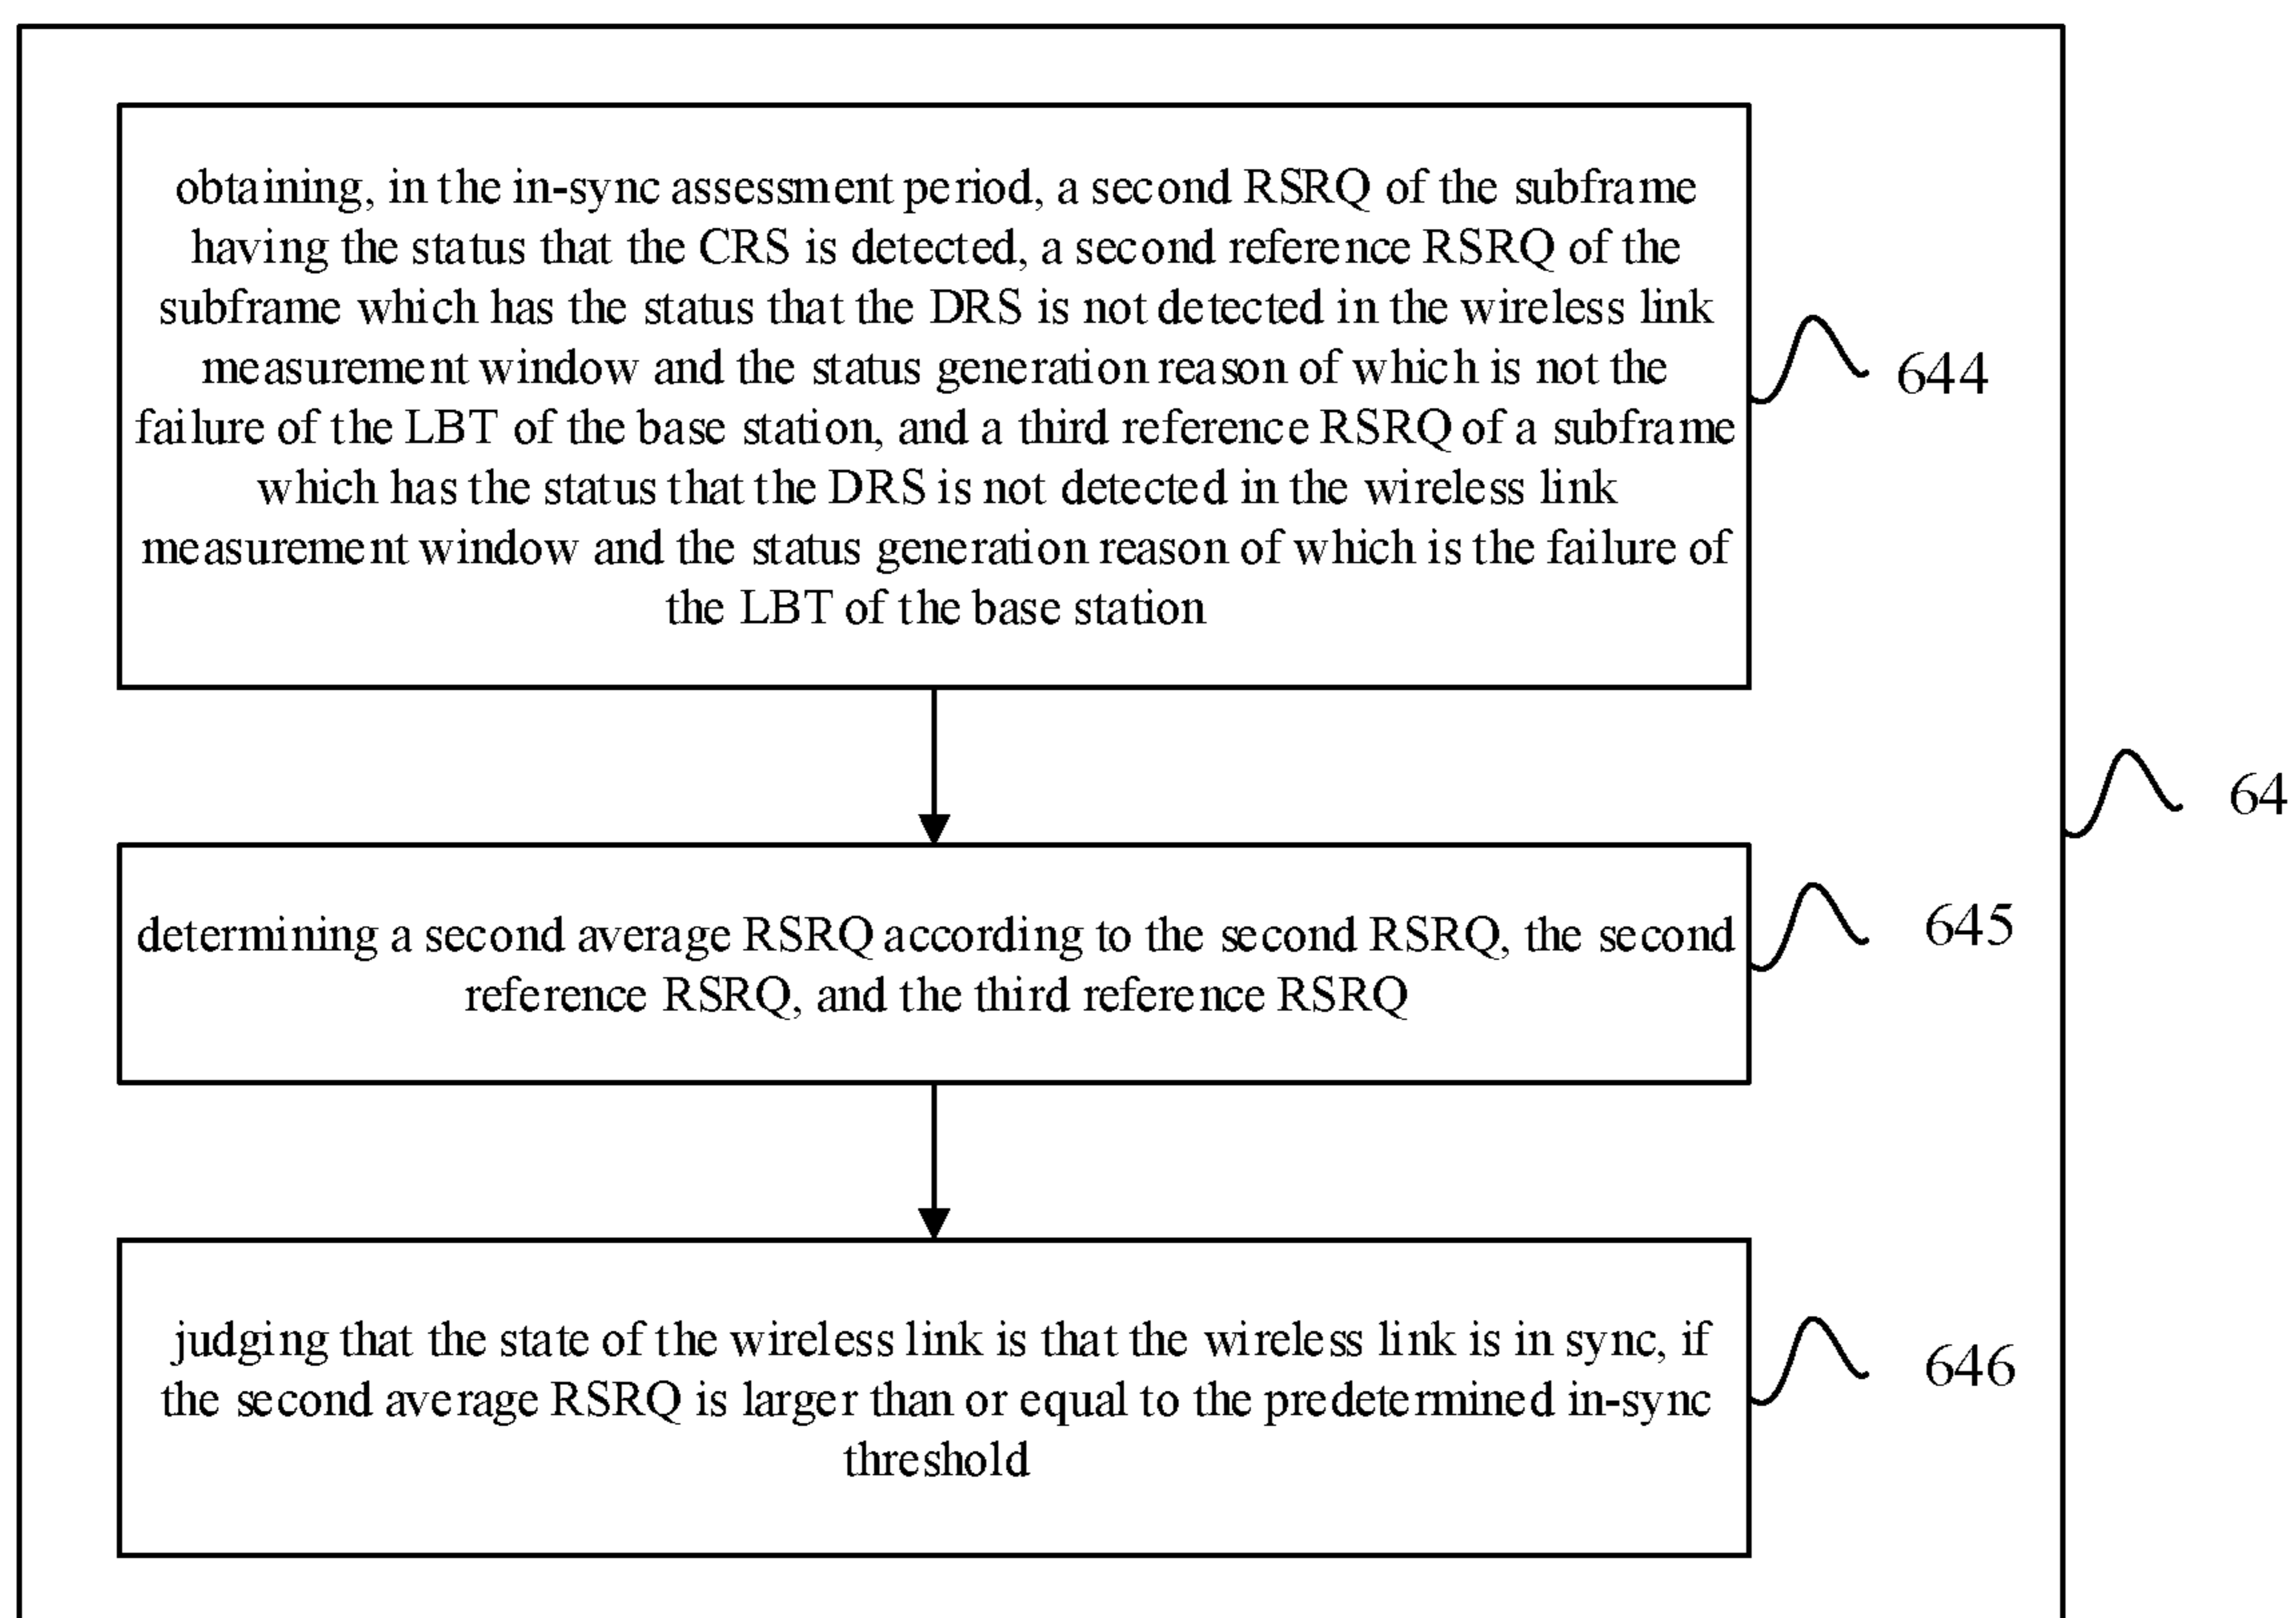 obtaining, in the in-sync assessment period, a second RSRQ of the subframe
having the status that the CRS is detected, a second reference RSRQ of the
subframe which has the status that the DRS is not detected in the wireless link
measurement window and the status generation reason of which is not the
failure of the LBT of the base station, and a third reference RSRQ of a subframe
which has the status that the DRS is not detected in the wireless link
measurement window and the status generation reason of which is the failure of
the LBT of the base station
644
64
determining a second average RSRQ according to the second RSRQ, the second
reference RSRQ, and the third reference RSRQ
645
judging that the state of the wireless link is that the wireless link is in sync, if
the second average RSRQ is larger than or equal to the predetermined in-sync
threshold
646